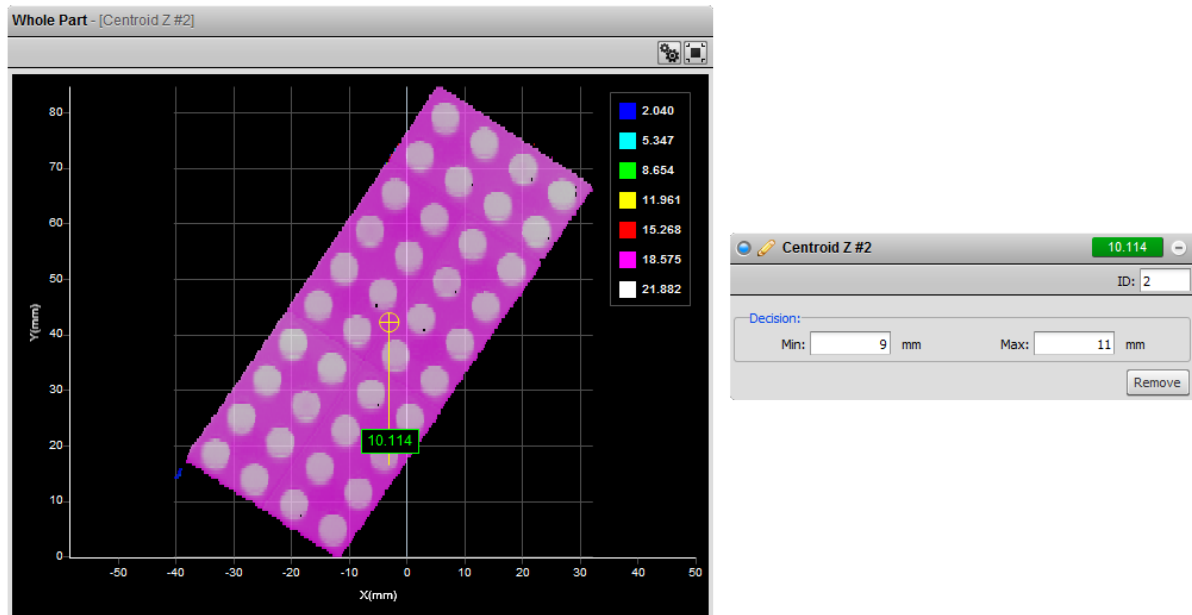 Whole Part - [Centroid Z #2]
80
70
60
50
40
30
20
10
0
Y(mm)
-50 -40 -30 -20 -10 0 10 20 30 40 50
X(mm)
2.040
5.347
8.654
11.961
15.268
18.575
21.882
10.114
Centroid Z #2 10.114
ID: 2
Decision:
Min: 9 mm Max: 11 mm
Remove